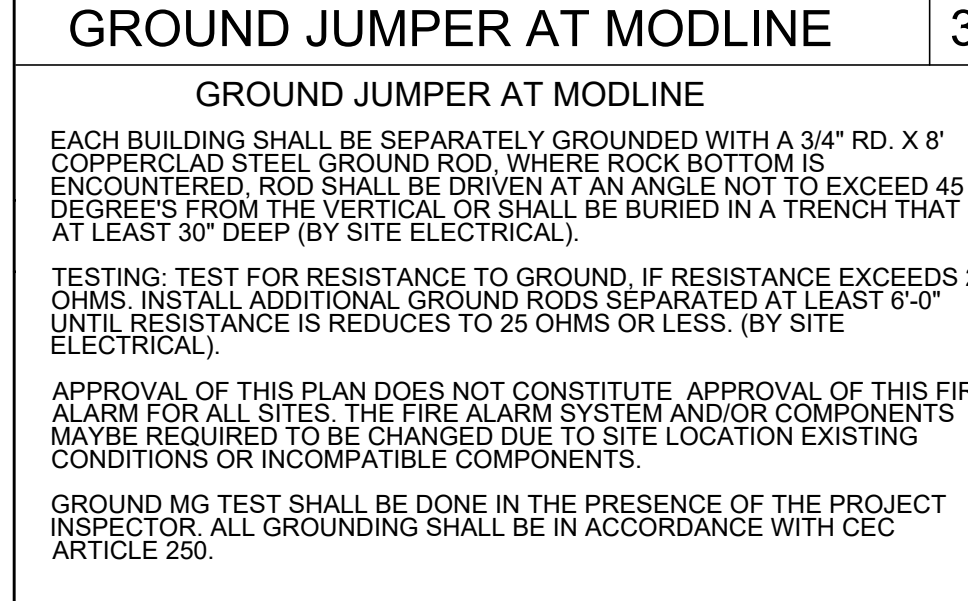 GROUND JUMPER AT MODLINE
GROUND JUMPER AT MODLINE
EACH BUILDING SHALL BE SEPARATELY GROUNDED WITH A 3/4" RD. X 8'
COPPERCLAD STEEL GROUND ROD, WHERE ROCK BOTTOM IS
ENCOUNTERED, ROD SHALL BE DRIVEN AT AN ANGLE NOT TO EXCEED 45
DEGREE'S FROM THE VERTICAL OR SHALL BE BURIED IN A TRENCH THAT
AT LEAST 30" DEEP (BY SITE ELECTRICAL).
TESTING: TEST FOR RESISTANCE TO GROUND, IF RESISTANCE EXCEEDS
OHMS. INSTALL ADDITIONAL GROUND RODS SEPARATED AT LEAST 6'-0"
UNTIL RESISTANCE IS REDUCES TO 25 OHMS OR LESS. (BY SITE
ELECTRICAL).
APPROVAL OF THIS PLAN DOES NOT CONSTITUTE APPROVAL OF THIS
ALARM FOR ALL SITES. THE FIRE ALARM SYSTEM AND/OR COMPONENTS
MAYBE REQUIRED TO BE CHANGED DUE TO SITE LOCATION EXISTING
CONDITIONS OR INCOMPATIBLE COMPONENTS.
GROUND MG TEST SHALL BE DONE IN THE PRESENCE OF THE PROJECT
INSPECTOR. ALL GROUNDING SHALL BE IN ACCORDANCE WITH CEC
ARTICLE 250.